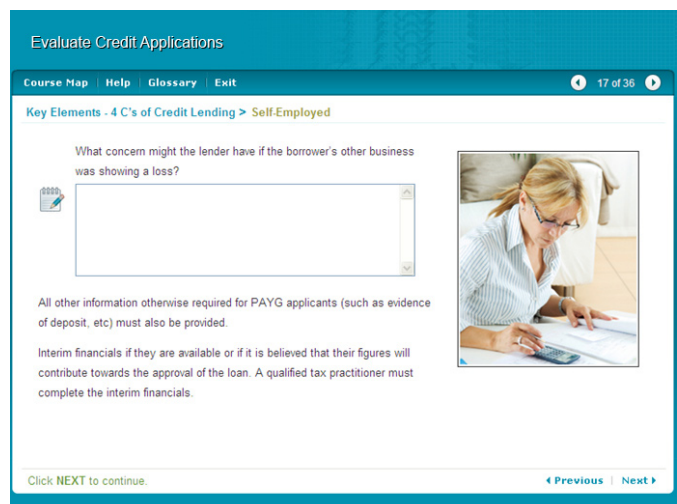 Evaluate Credit Applications
Course Map | Help | Glossary | Exit
17 of 36
Key Elements - 4 C's of Credit Lending > Self-Employed
What concern might the lender have if the borrower's other business
was showing a loss?
All other information otherwise required for PAYG applicants (such as evidence
of deposit, etc) must also be provided.
Interim financials if they are available or if it is believed that their figures will
contribute towards the approval of the loan. A qualified tax practitioner must
complete the interim financials.
Click NEXT to continue.
Previous | Next